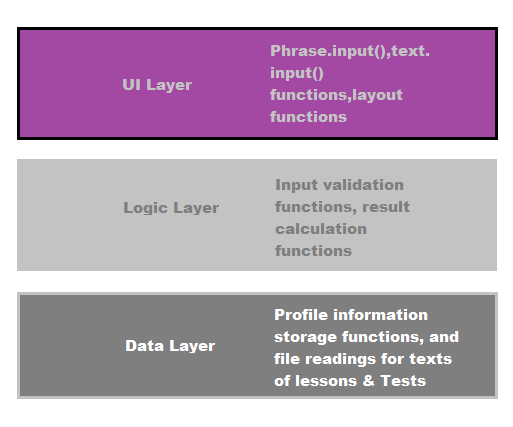 UI Layer
Phrase.input(),text.
input()
functions,layout
functions
Logic Layer
Input validation
functions, result
calculation
functions
Data Layer
Profile information
storage functions, and
file readings for texts
of lessons & Tests